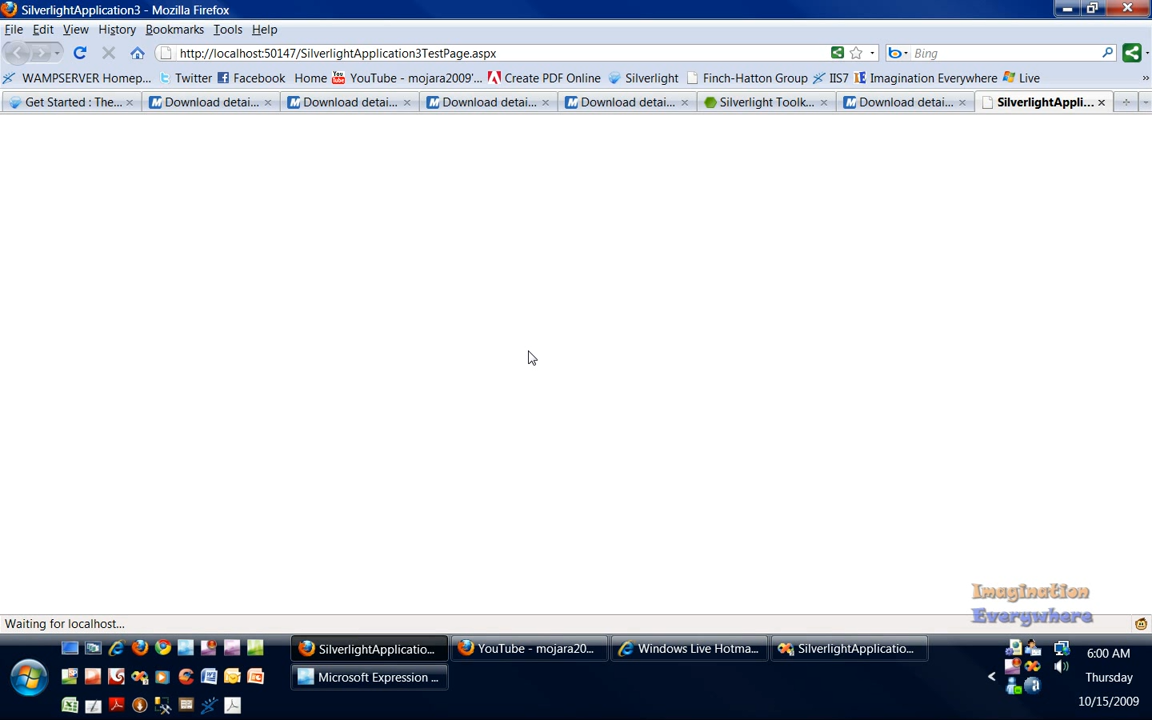 SilverlightApplication3 - Mozilla Firefox
File Edit View History Bookmarks Tools Help
http://localhost:50147/SilverlightApplication3TestPage.aspx
Bing
WAMPSERVER Homep... Twitter Facebook Home YouTube - mojara2009'... Create PDF Online Silverlight Finch-Hatton Group IIS7 Imagination Everywhere Live
Get Started : The... Download detai... Download detai... Download detai... Download detai... Silverlight Toolk... Download detai... SilverlightAppli...
Imagination
Everywhere
Waiting for localhost...
SilverlightApplicatio... YouTube - mojara20... Windows Live Hotma... SilverlightApplicatio...
6:00 AM
Microsoft Expression ...
Thursday
10/15/2009